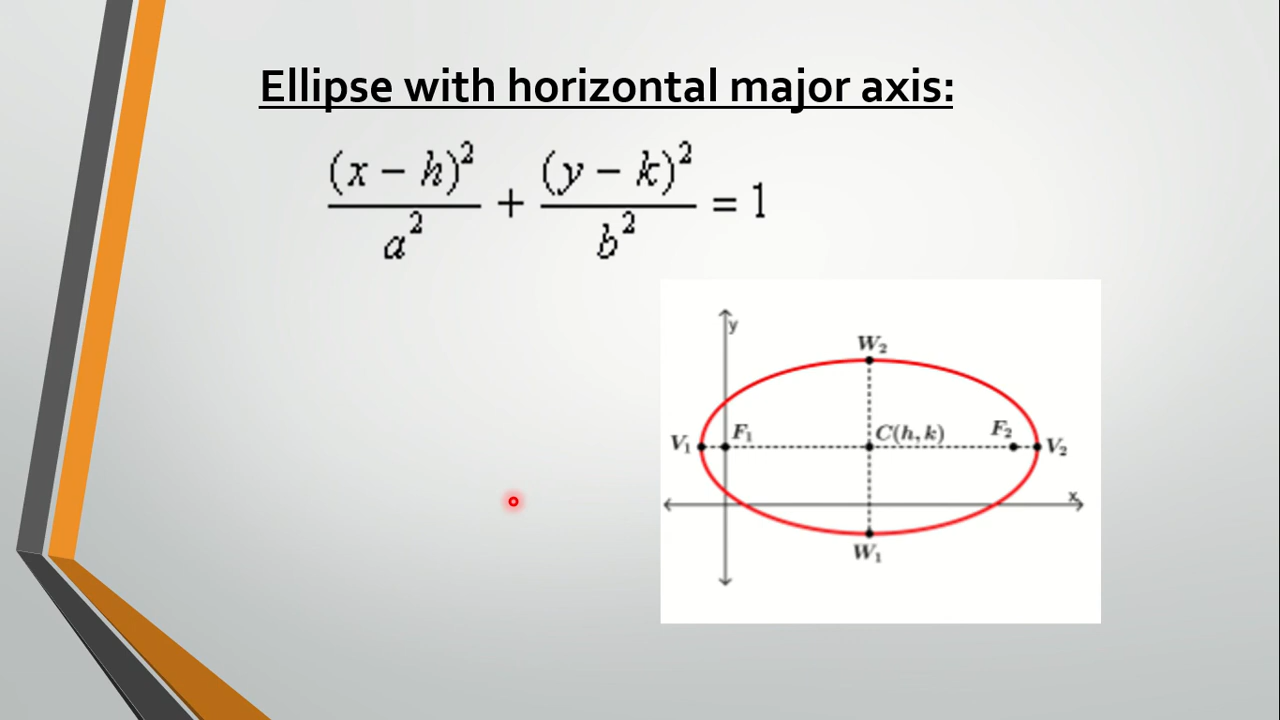 Ellipse with horizontal major axis:
(x − h)² / a² + (y − k)² / b² = 1
y
W₂
V₁ F₁ C(h, k) F₂ V₂
x
W₁